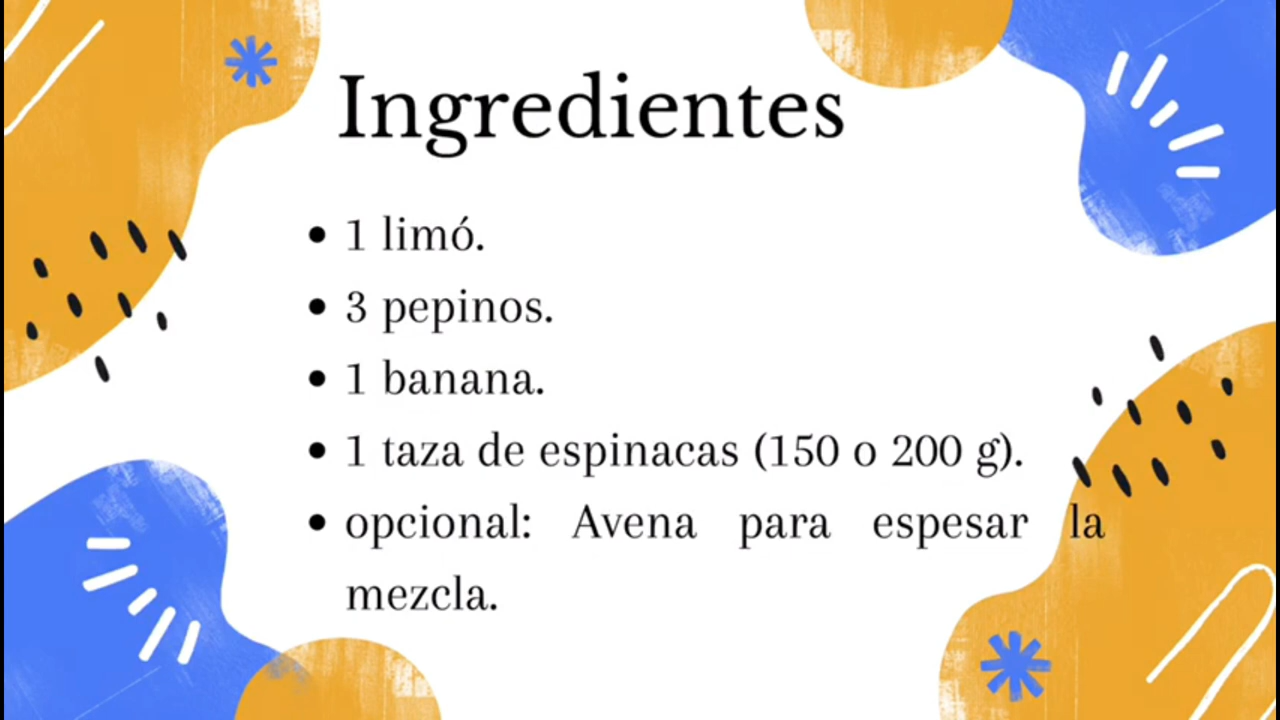 Ingredientes
• 1 limó.
• 3 pepinos.
• 1 banana.
• 1 taza de espinacas (150 o 200 g).
• opcional: Avena para espesar la
mezcla.